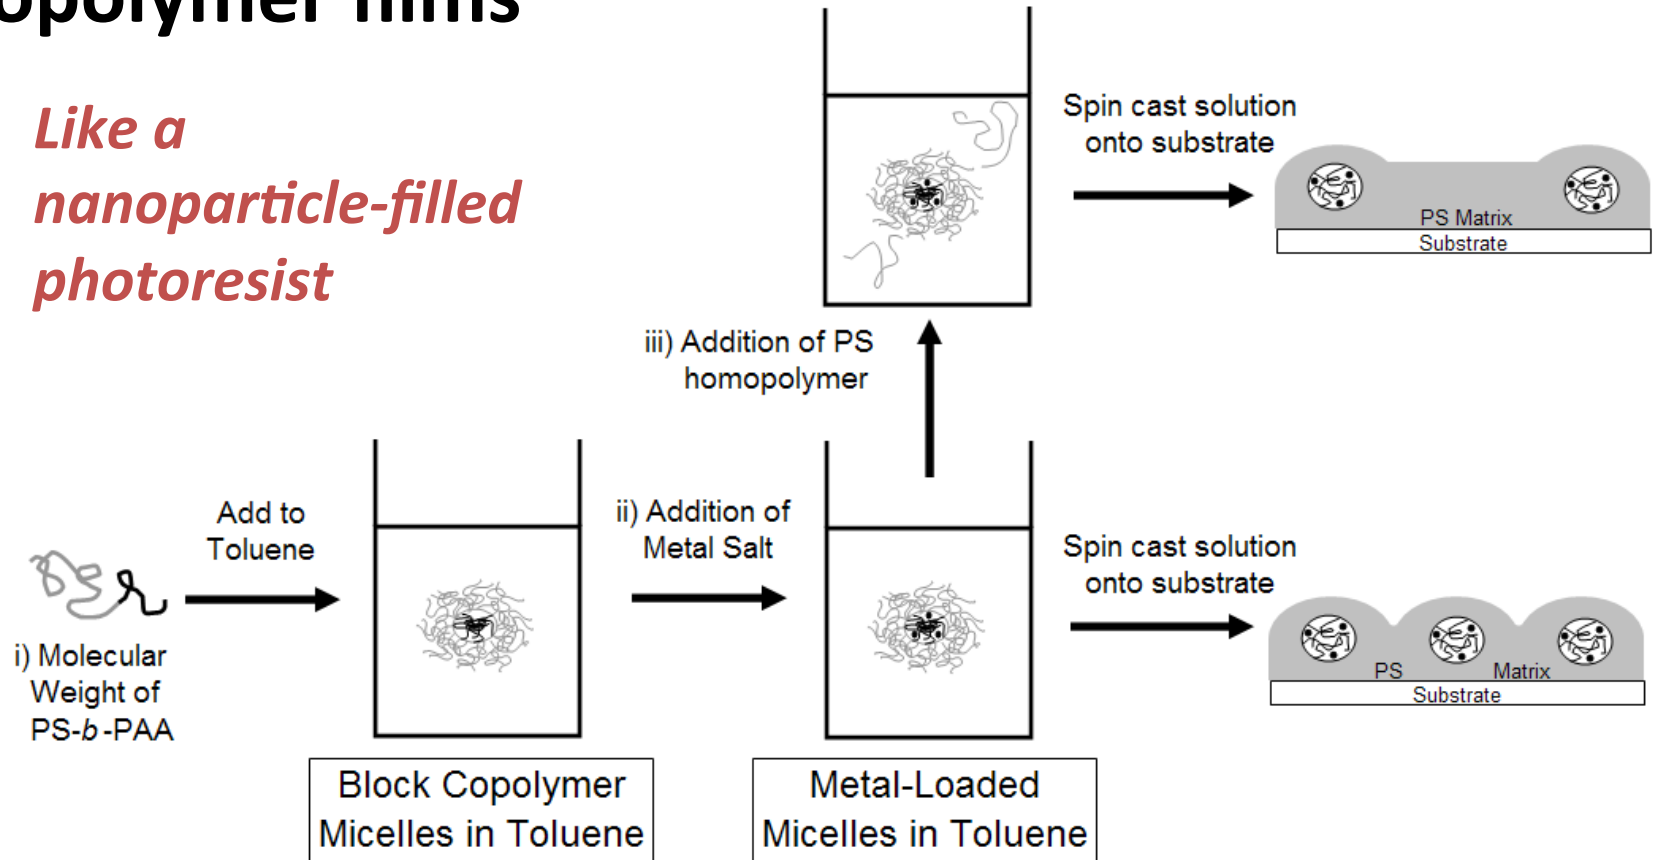 opolymer films
Like a
nanoparticle-filled
photoresist
Spin cast solution
onto substrate
PS Matrix
Substrate
iii) Addition of PS
homopolymer
Add to
Toluene
ii) Addition of
Metal Salt
Spin cast solution
onto substrate
i) Molecular
Weight of
PS-b-PAA
PS Matrix
Substrate
Block Copolymer
Micelles in Toluene
Metal-Loaded
Micelles in Toluene